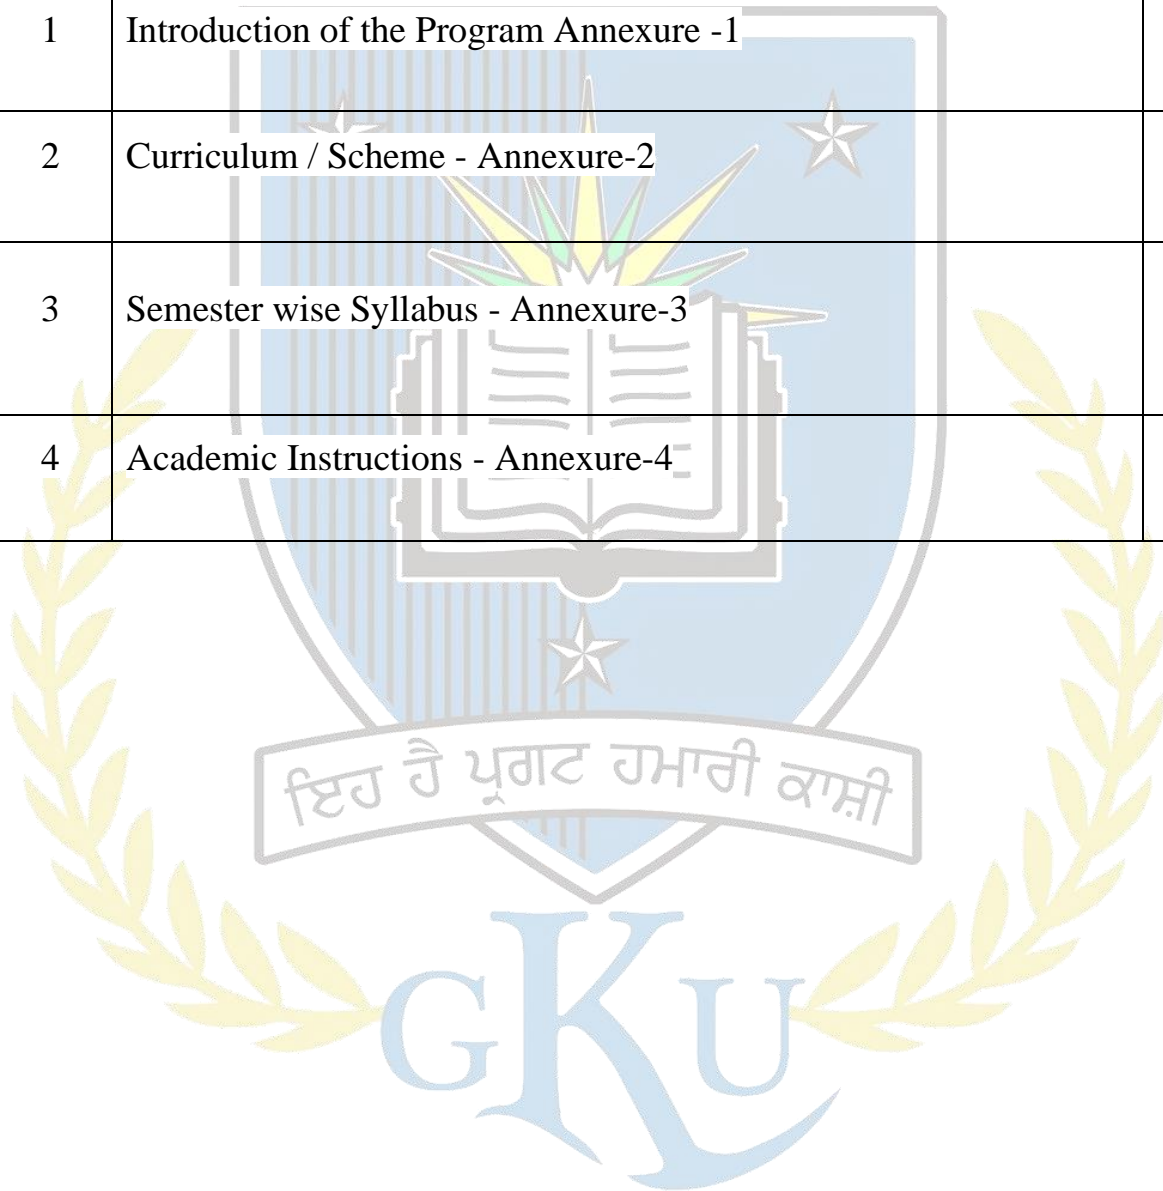 1 Introduction of the Program Annexure -1
2 Curriculum / Scheme - Annexure-2
3 Semester wise Syllabus - Annexure-3
4 Academic Instructions - Annexure-4
ਇਹ ਹੈ ਪ੍ਰਗਟ ਹਮਾਰੀ ਕਾਸ਼ੀ
GKU